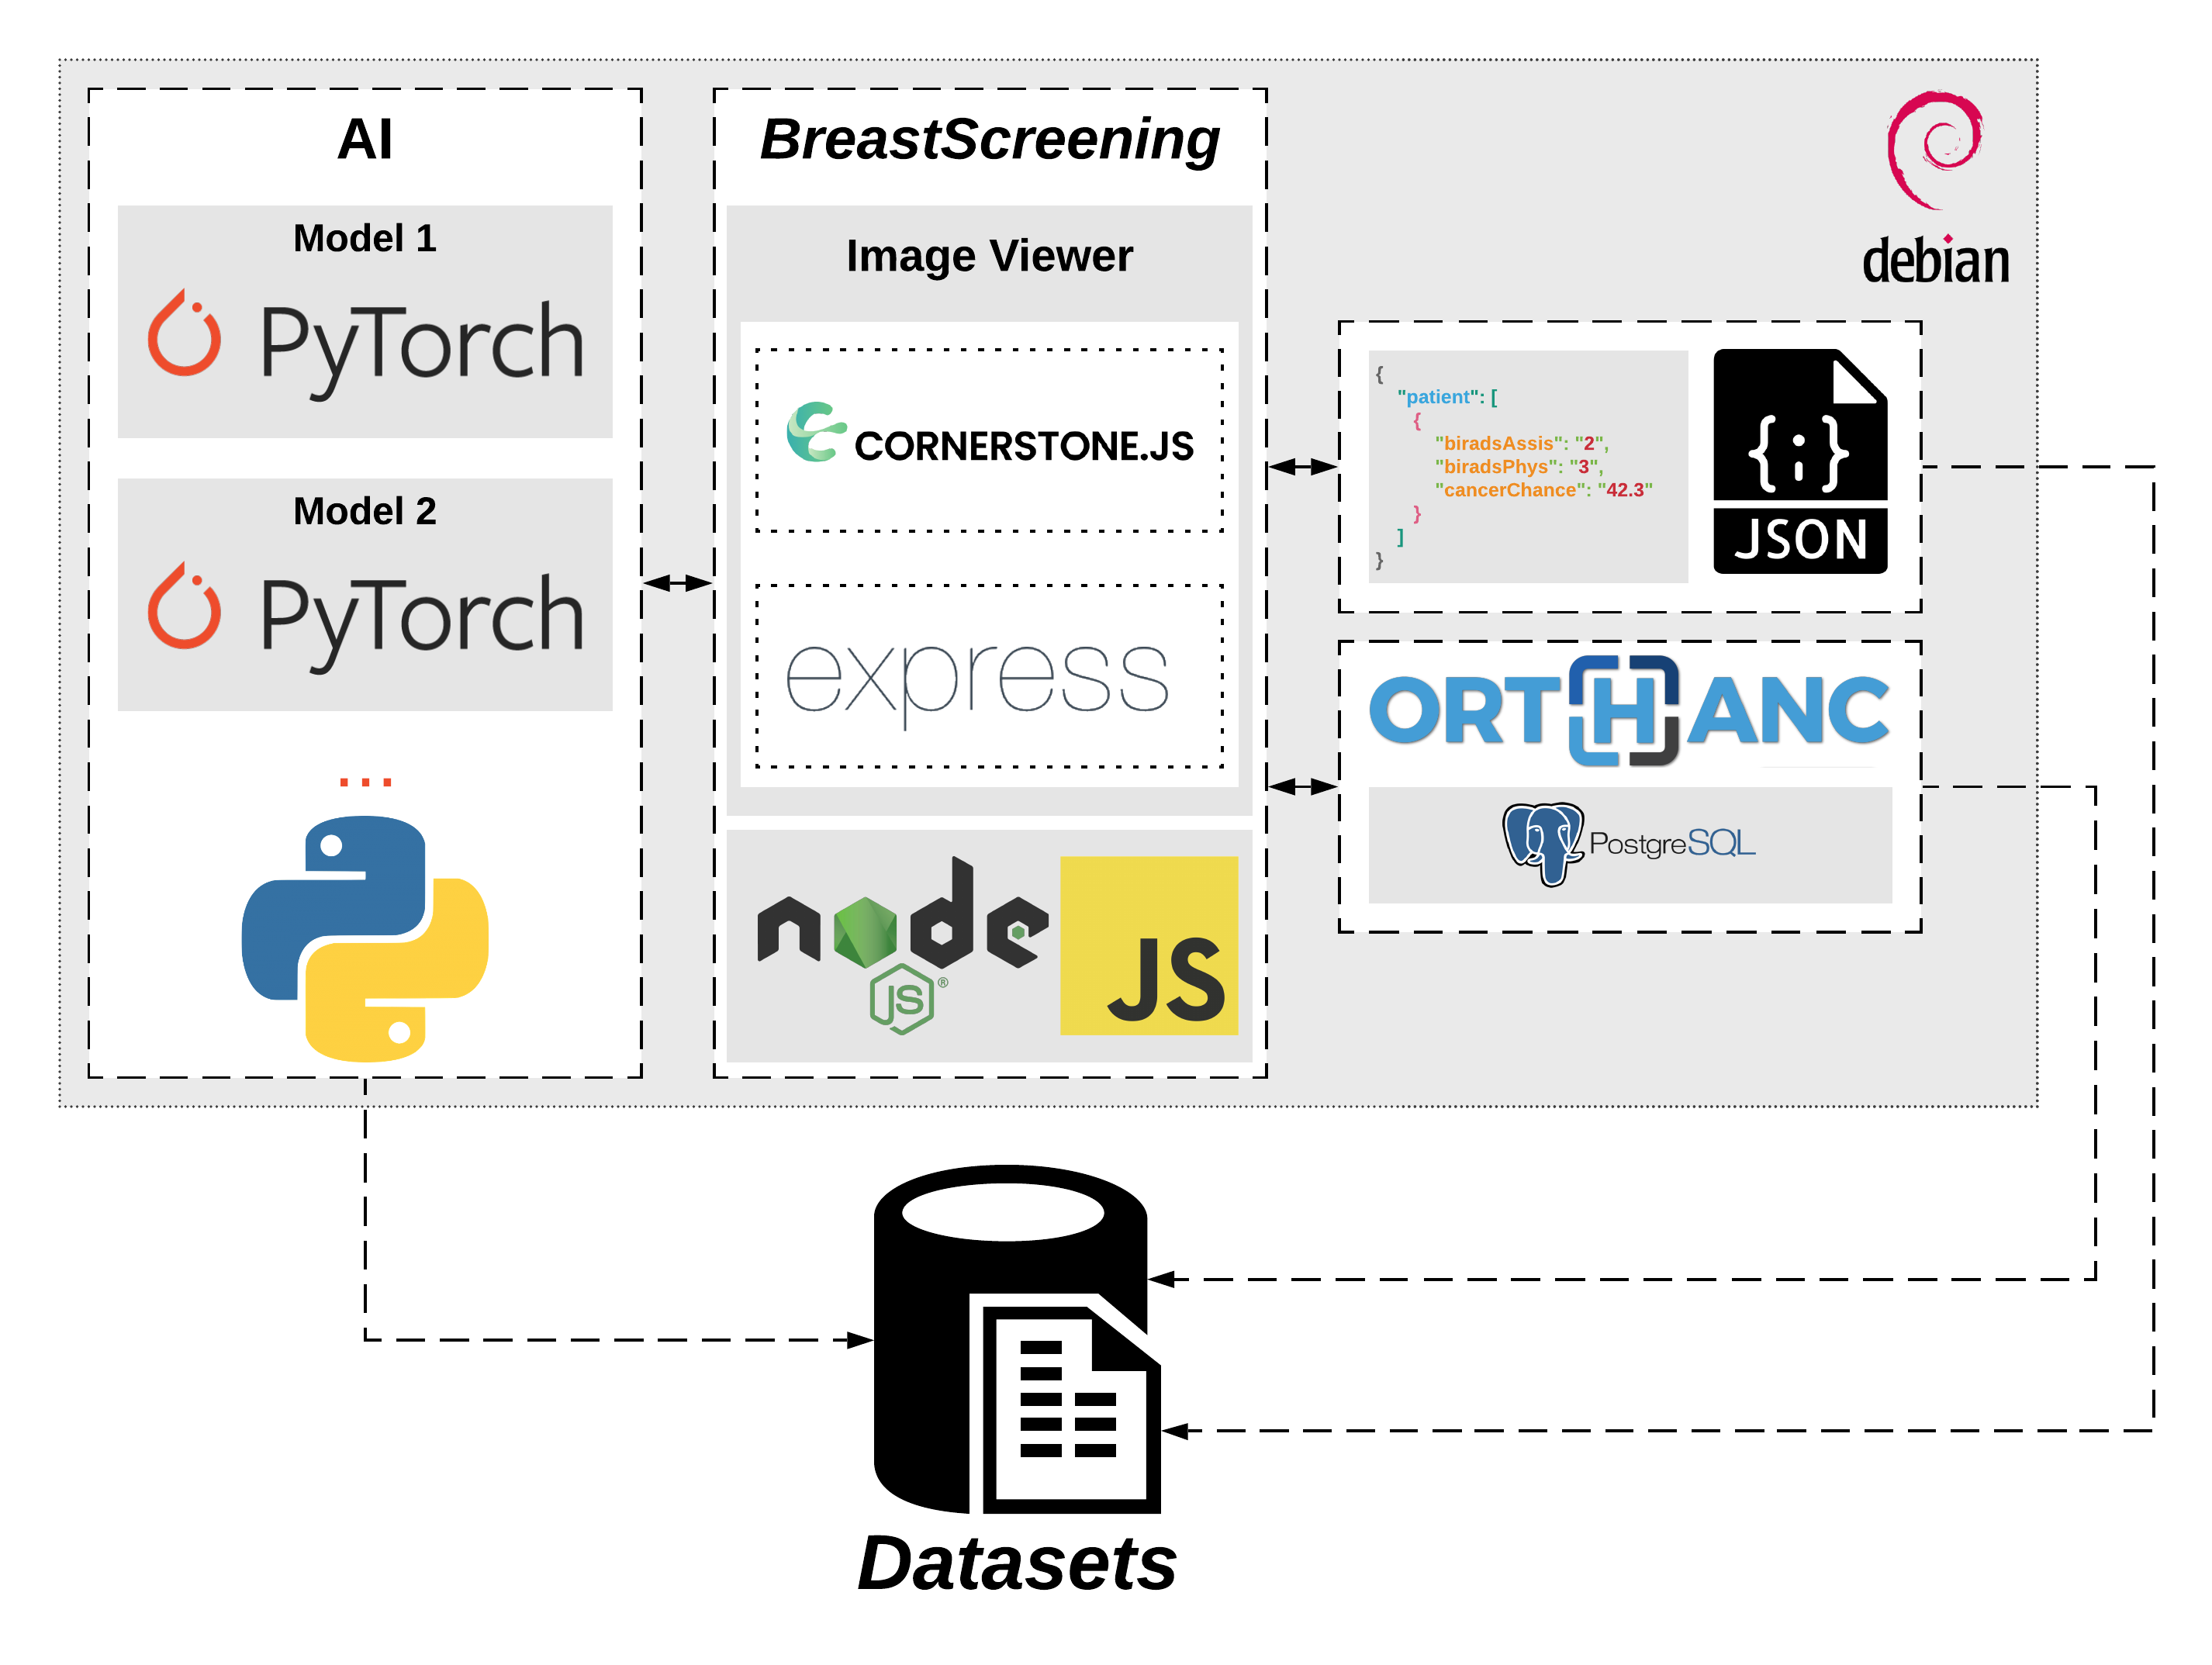 AI
Model 1
PyTorch
Model 2
PyTorch
...
BreastScreening
Image Viewer
CORNERSTONE.JS
express
node
JS®
JS
debian
{
"patient": [
{
"biradsAssis": "2",
"biradsPhys": "3",
"cancerChance": "42.3"
}
]
}
{;}
JSON
ORTHANC
PostgreSQL
Datasets